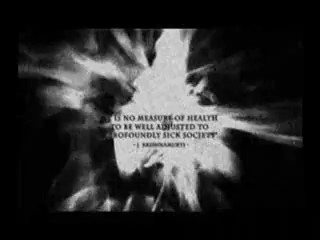 IS NO MEASURE OF HEALTH
TO BE WELL ADJUSTED TO
PROFOUNDLY SICK SOCIETY"
- J. KRISHNAMURTI -